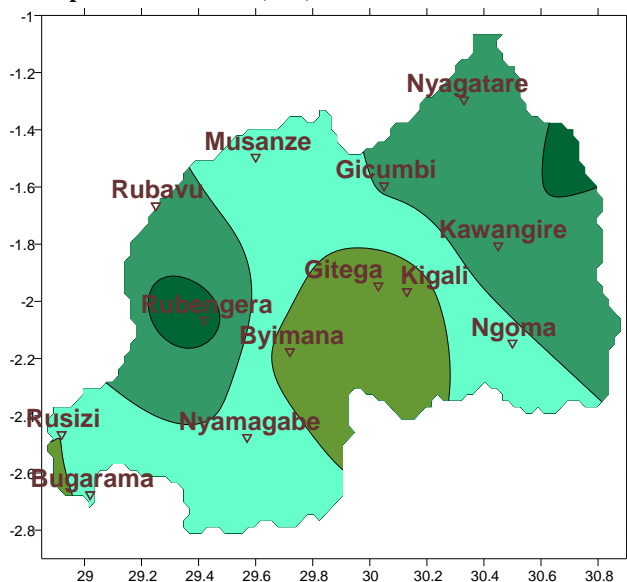 -1
-1.2
-1.4
-1.6
-1.8
-2
-2.2
-2.4
-2.6
-2.8
Nyagatare
Musanze
Gicumbi
Rubavu
Kawangire
Gitega
Kigali
Rubengera
Byimana
Ngoma
Rusizi
Nyamagabe
Bugarama
29 29.2 29.4 29.6 29.8 30 30.2 30.4 30.6 30.8